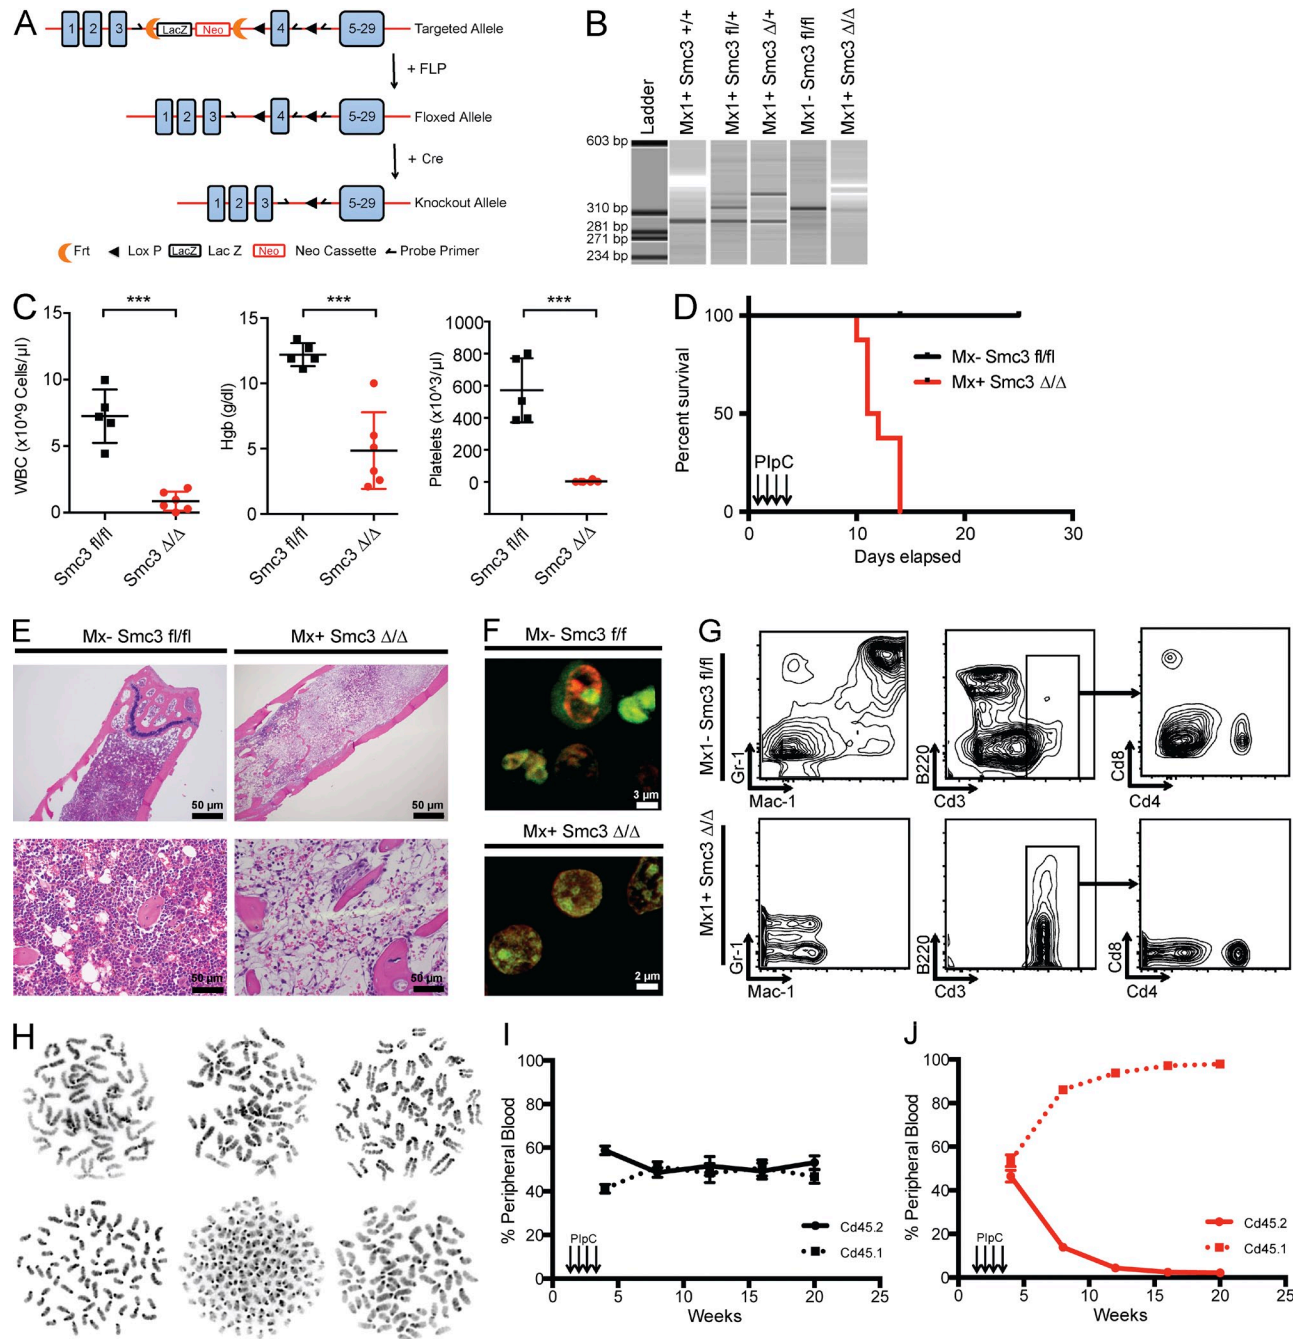 A
1 2 3 LacZ Neo 4 5-29 Targeted Allele
+ FLP
1 2 3 4 5-29 Floxed Allele
+ Cre
1 2 3 5-29 Knockout Allele
Frt Lox P LacZ Lac Z Neo Neo Cassette Probe Primer
B
Ladder
Mx1+ Smc3 +/+
Mx1+ Smc3 fl/+
Mx1+ Smc3 Δ/+
Mx1- Smc3 fl/fl
Mx1+ Smc3 Δ/Δ
603 bp
310 bp
281 bp
271 bp
234 bp
C
WBC (x10^9 Cells/µl)
15
10
5
0
***
Smc3 fl/fl
Smc3 Δ/Δ
Hgb (g/dl)
15
10
5
0
***
Smc3 fl/fl
Smc3 Δ/Δ
Platelets (x10^3/µl)
1000
800
600
400
200
0
***
Smc3 fl/fl
Smc3 Δ/Δ
D
Percent survival
100
50
0
PIpC
Mx- Smc3 fl/fl
Mx+ Smc3 Δ/Δ
0 10 20 30
Days elapsed
E
Mx- Smc3 fl/fl
Mx+ Smc3 Δ/Δ
50 µm
50 µm
50 µm
50 µm
F
Mx- Smc3 f/f
3 µm
Mx+ Smc3 Δ/Δ
2 µm
G
Mx1- Smc3 fl/fl
Gr-1
Mac-1
B220
Cd3
Cd8
Cd4
Mx1+ Smc3 Δ/Δ
Gr-1
Mac-1
B220
Cd3
Cd8
Cd4
H
I
% Peripheral Blood
100
80
60
40
20
0
PIpC
Cd45.2
Cd45.1
0 5 10 15 20 25
Weeks
J
% Peripheral Blood
100
80
60
40
20
0
PIpC
Cd45.2
Cd45.1
0 5 10 15 20 25
Weeks